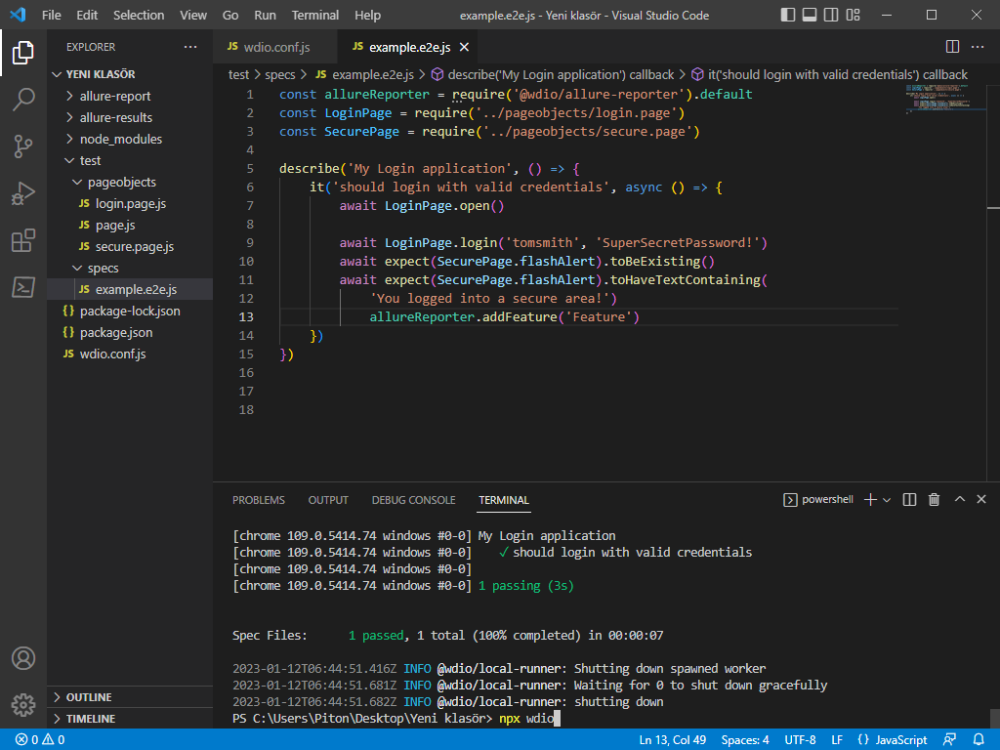 File Edit Selection View Go Run Terminal Help example.e2e.js - Yeni klasör - Visual Studio Code
EXPLORER
YENI KLASÖR
allure-report
allure-results
node_modules
test
pageobjects
JS login.page.js
JS page.js
JS secure.page.js
specs
JS example.e2e.js
{} package-lock.json
{} package.json
JS wdio.conf.js
OUTLINE
TIMELINE
JS wdio.conf.js JS example.e2e.js
test > specs > JS example.e2e.js > describe('My Login application') callback > it('should login with valid credentials') callback
1 const allureReporter = require('@wdio/allure-reporter').default
2 const LoginPage = require('../pageobjects/login.page')
3 const SecurePage = require('../pageobjects/secure.page')
4
5 describe('My Login application', () => {
6 it('should login with valid credentials', async () => {
7 await LoginPage.open()
8
9 await LoginPage.login('tomsmith', 'SuperSecretPassword!')
10 await expect(SecurePage.flashAlert).toBeExisting()
11 await expect(SecurePage.flashAlert).toHaveTextContaining(
12 'You logged into a secure area!')
13 allureReporter.addFeature('Feature')
14 })
15 })
16
17
18
PROBLEMS OUTPUT DEBUG CONSOLE TERMINAL powershell
[chrome 109.0.5414.74 windows #0-0] My Login application
[chrome 109.0.5414.74 windows #0-0] ✓ should login with valid credentials
[chrome 109.0.5414.74 windows #0-0]
[chrome 109.0.5414.74 windows #0-0] 1 passing (3s)
Spec Files: 1 passed, 1 total (100% completed) in 00:00:07
2023-01-12T06:44:51.416Z INFO @wdio/local-runner: Shutting down spawned worker
2023-01-12T06:44:51.681Z INFO @wdio/local-runner: Waiting for 0 to shut down gracefully
2023-01-12T06:44:51.682Z INFO @wdio/local-runner: shutting down
PS C:\Users\Piton\Desktop\Yeni klasör> npx wdio
0 0 Ln 13, Col 49 Spaces: 4 UTF-8 LF {} JavaScript